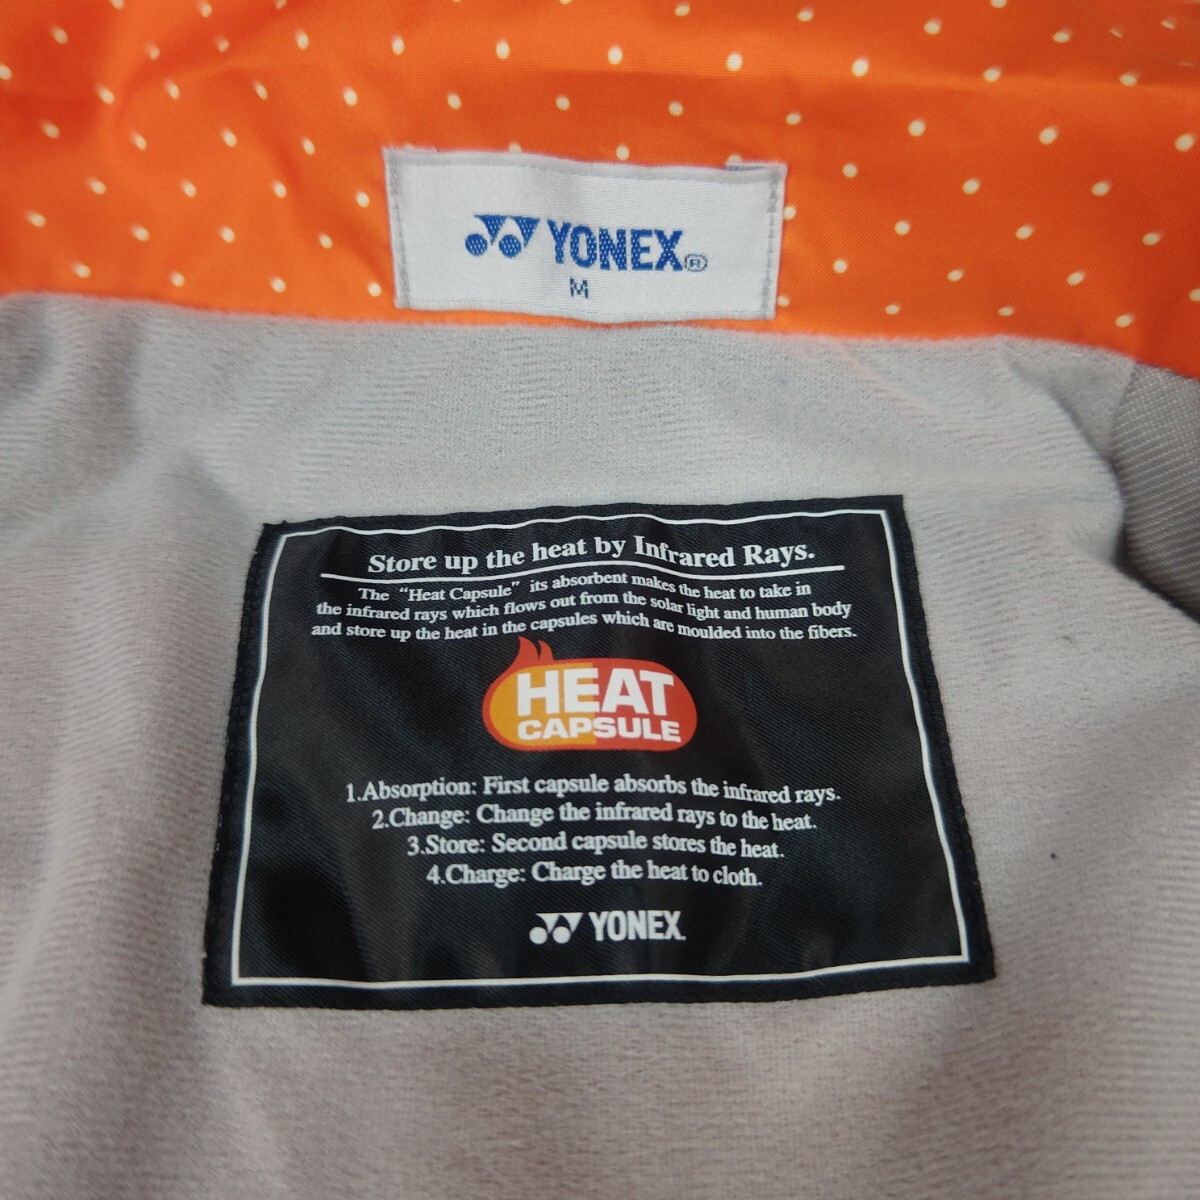 YONEX®
M
Store up the heat by Infrared Rays.
The "Heat Capsule" its absorbent makes the heat to take in
the infrared rays which flows out from the solar light and human body
and store up the heat in the capsules which are moulded into the fibers.
HEAT
CAPSULE
1.Absorption: First capsule absorbs the infrared rays.
2.Change: Change the infrared rays to the heat.
3.Store: Second capsule stores the heat.
4.Charge: Charge the heat to cloth.
YONEX.